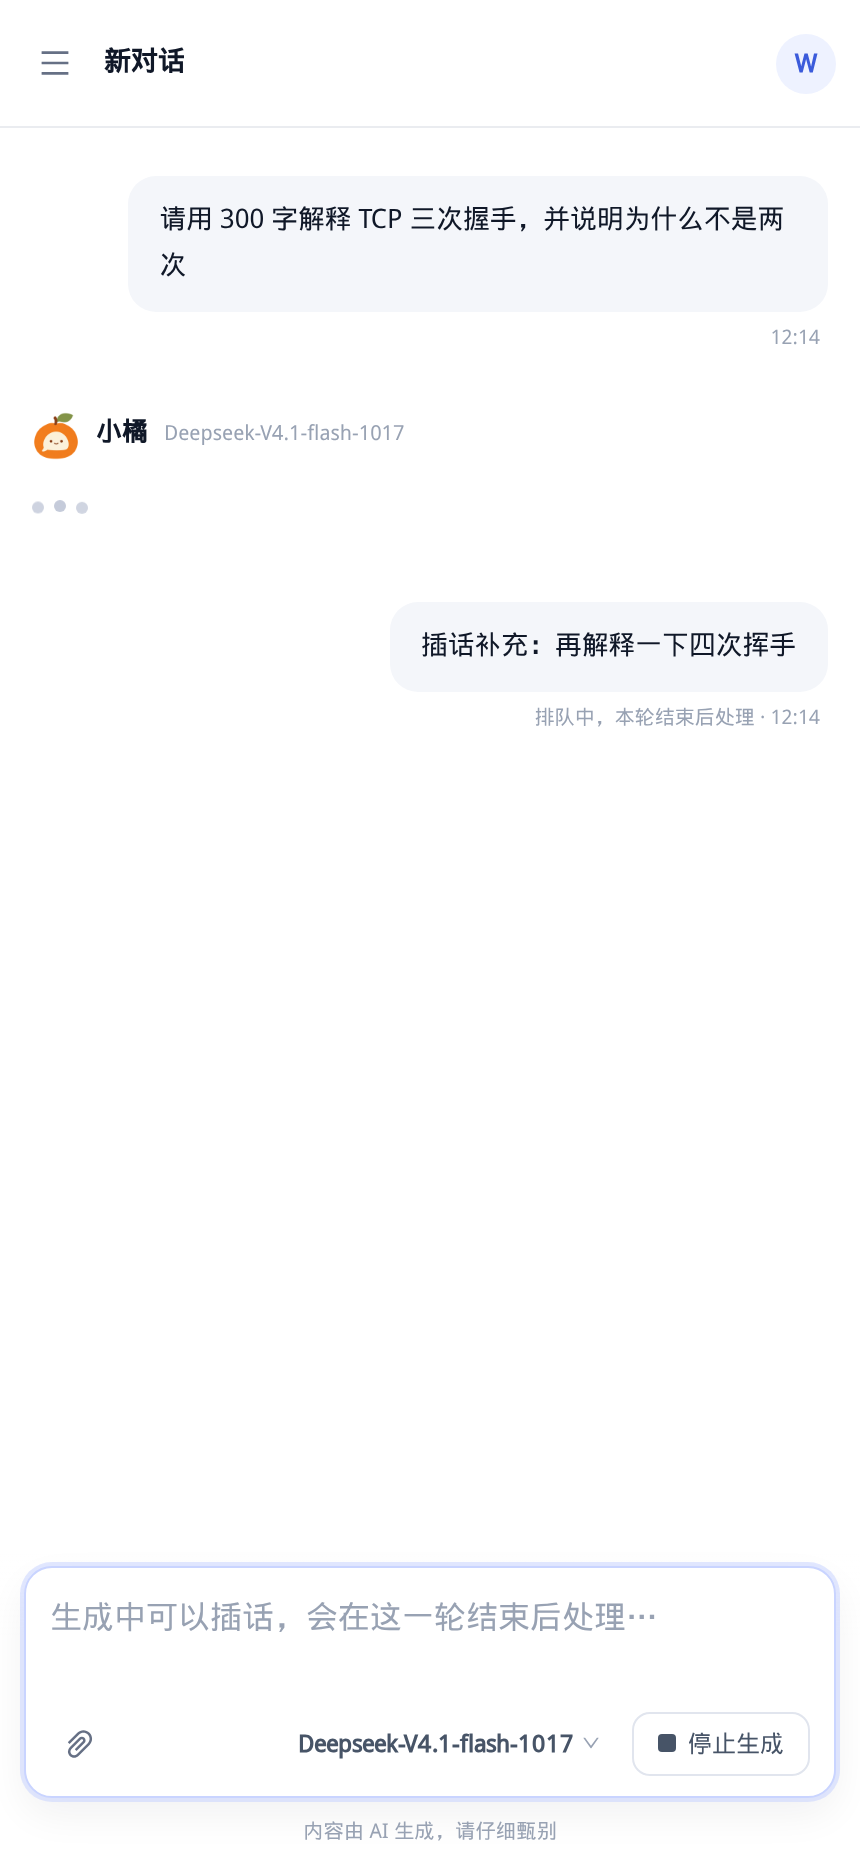 新对话
W
请用 300 字解释 TCP 三次握手，并说明为什么不是两
次
12:14
小橘 Deepseek-V4.1-flash-1017
插话补充：再解释一下四次挥手
排队中，本轮结束后处理 · 12:14
生成中可以插话，会在这一轮结束后处理…
Deepseek-V4.1-flash-1017 停止生成
内容由 AI 生成，请仔细甄别